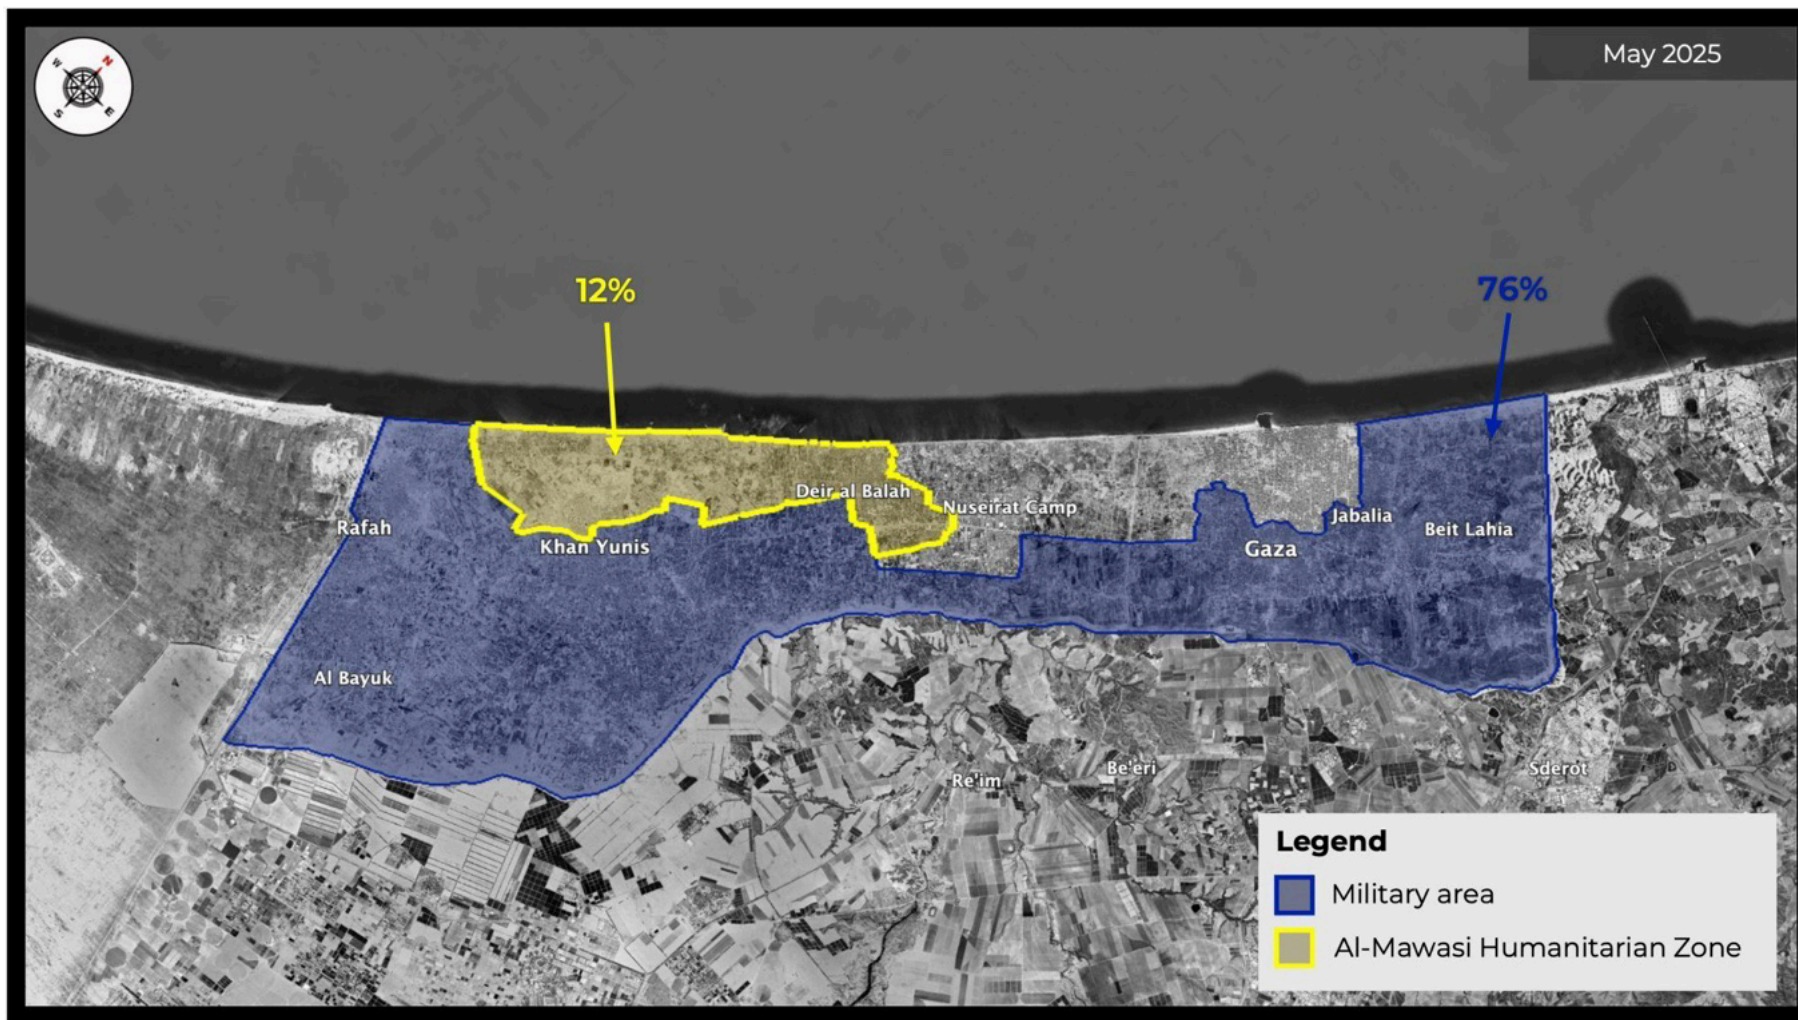 May 2025
W
N
S
E
12%
76%
Deir al Balah
Nuseirat Camp
Rafah
Jabalia
Beit Lahia
Khan Yunis
Gaza
Al Bayuk
Re'im
Be'eri
Sderot
Legend
Military area
Al-Mawasi Humanitarian Zone